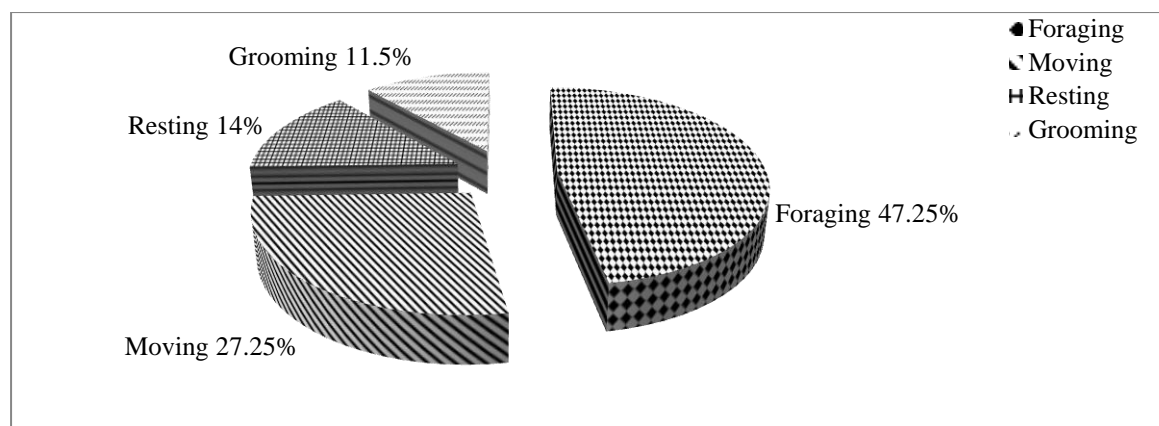 Grooming 11.5%
Resting 14%
Moving 27.25%
Foraging 47.25%
Foraging
Moving
Resting
Grooming